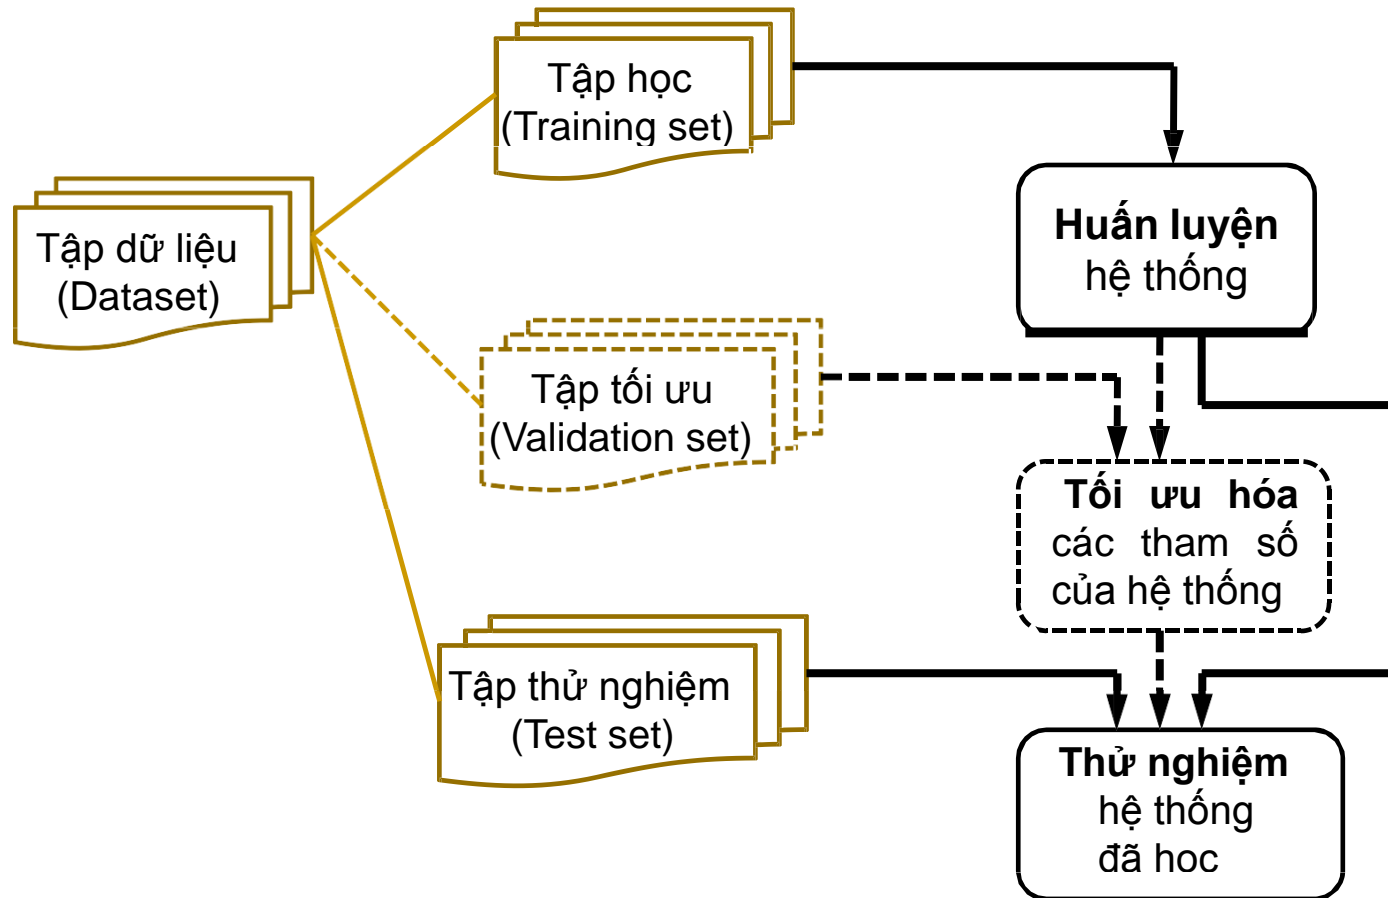 Tập học
(Training set)
Tập dữ liệu
(Dataset)
Huấn luyện
hệ thống
Tập tối ưu
(Validation set)
Tối ưu hóa
các tham số
của hệ thống
Tập thử nghiệm
(Test set)
Thử nghiệm
hệ thống
đã học